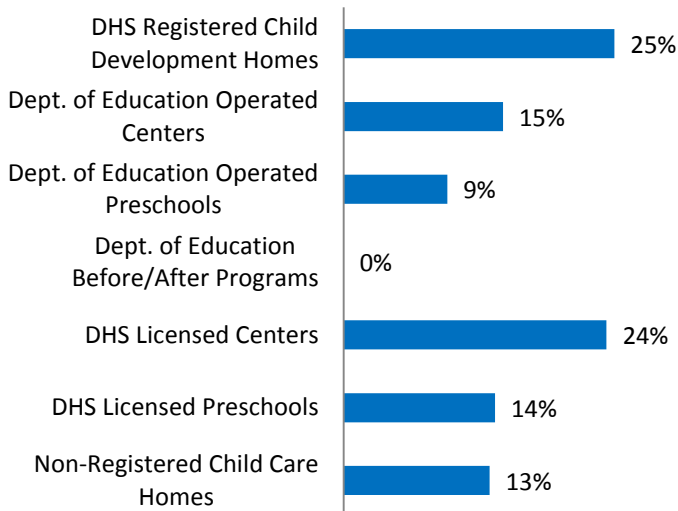 DHS Registered Child
Development Homes
25%
Dept. of Education Operated
Centers
15%
Dept. of Education Operated
Preschools
9%
Dept. of Education
Before/After Programs
0%
DHS Licensed Centers
24%
DHS Licensed Preschools
14%
Non-Registered Child Care
Homes
13%